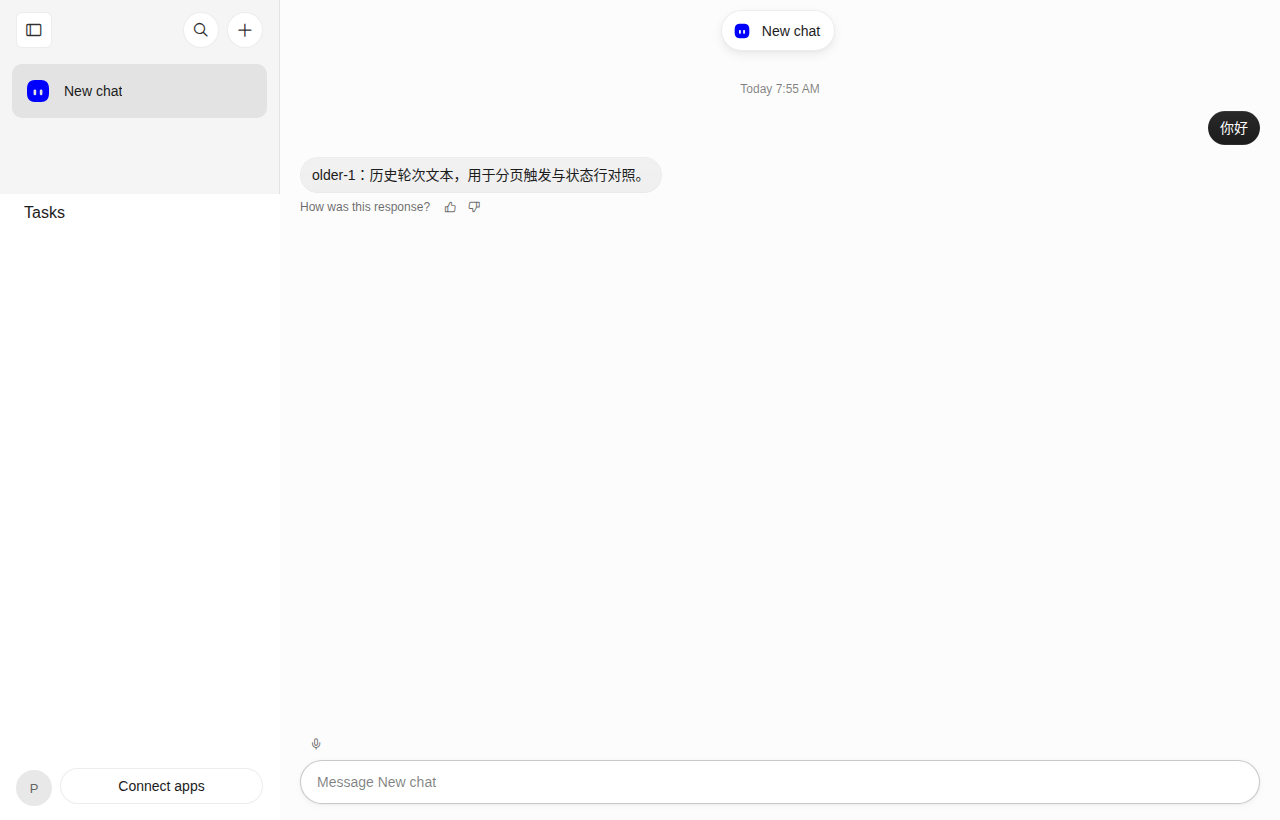 New chat
Tasks
P
Connect apps
New chat
Today 7:55 AM
你好
older-1：历史轮次文本，用于分页触发与状态行对照。
How was this response?
Message New chat